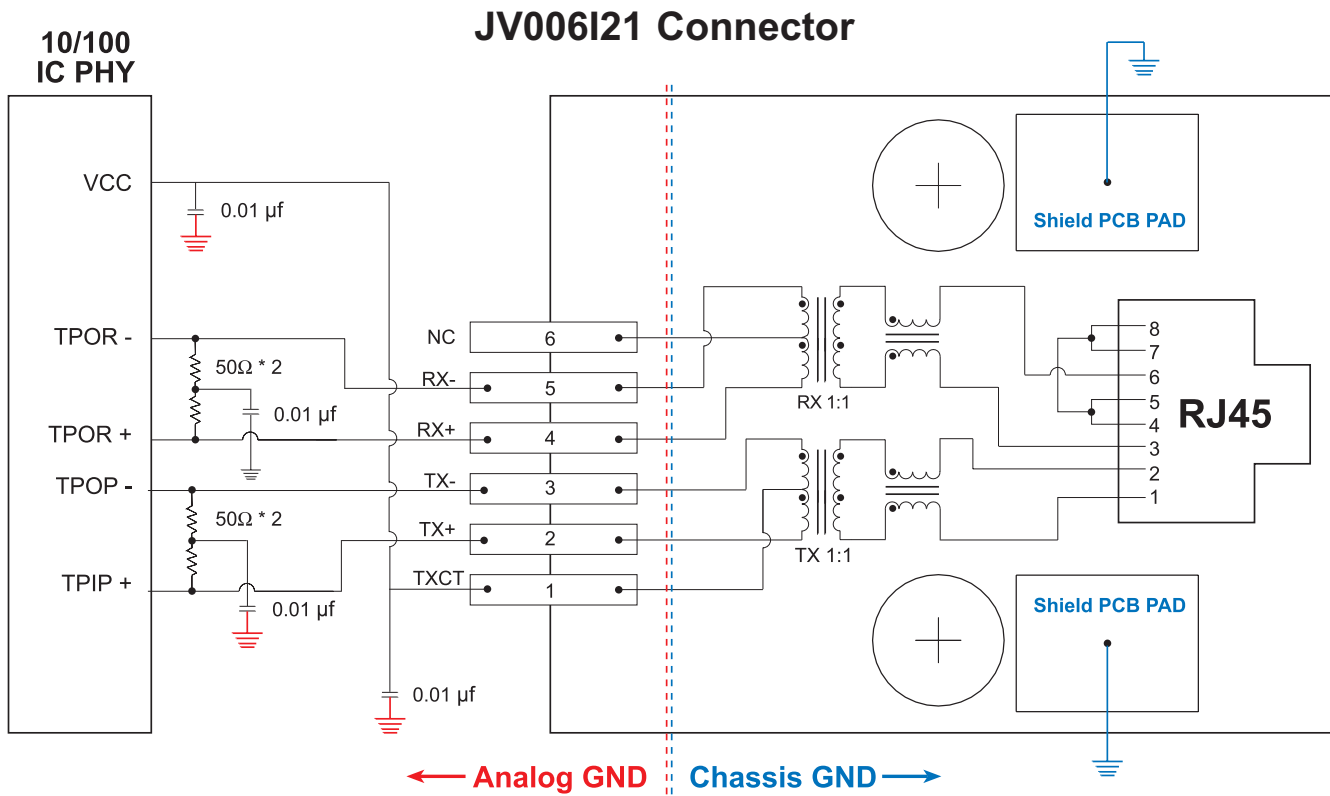 JV006I21 Connector
10/100
IC PHY
VCC
0.01 µf
Shield PCB PAD
TPOR -
50Ω * 2
0.01 µf
TPOR +
TPOP -
50Ω * 2
TPIP +
0.01 µf
0.01 µf
NC
6
RX-
5
RX+
4
TX-
3
TX+
2
TXCT
1
RX 1:1
TX 1:1
8
7
6
5
4
3
2
1
RJ45
Shield PCB PAD
Analog GND
Chassis GND